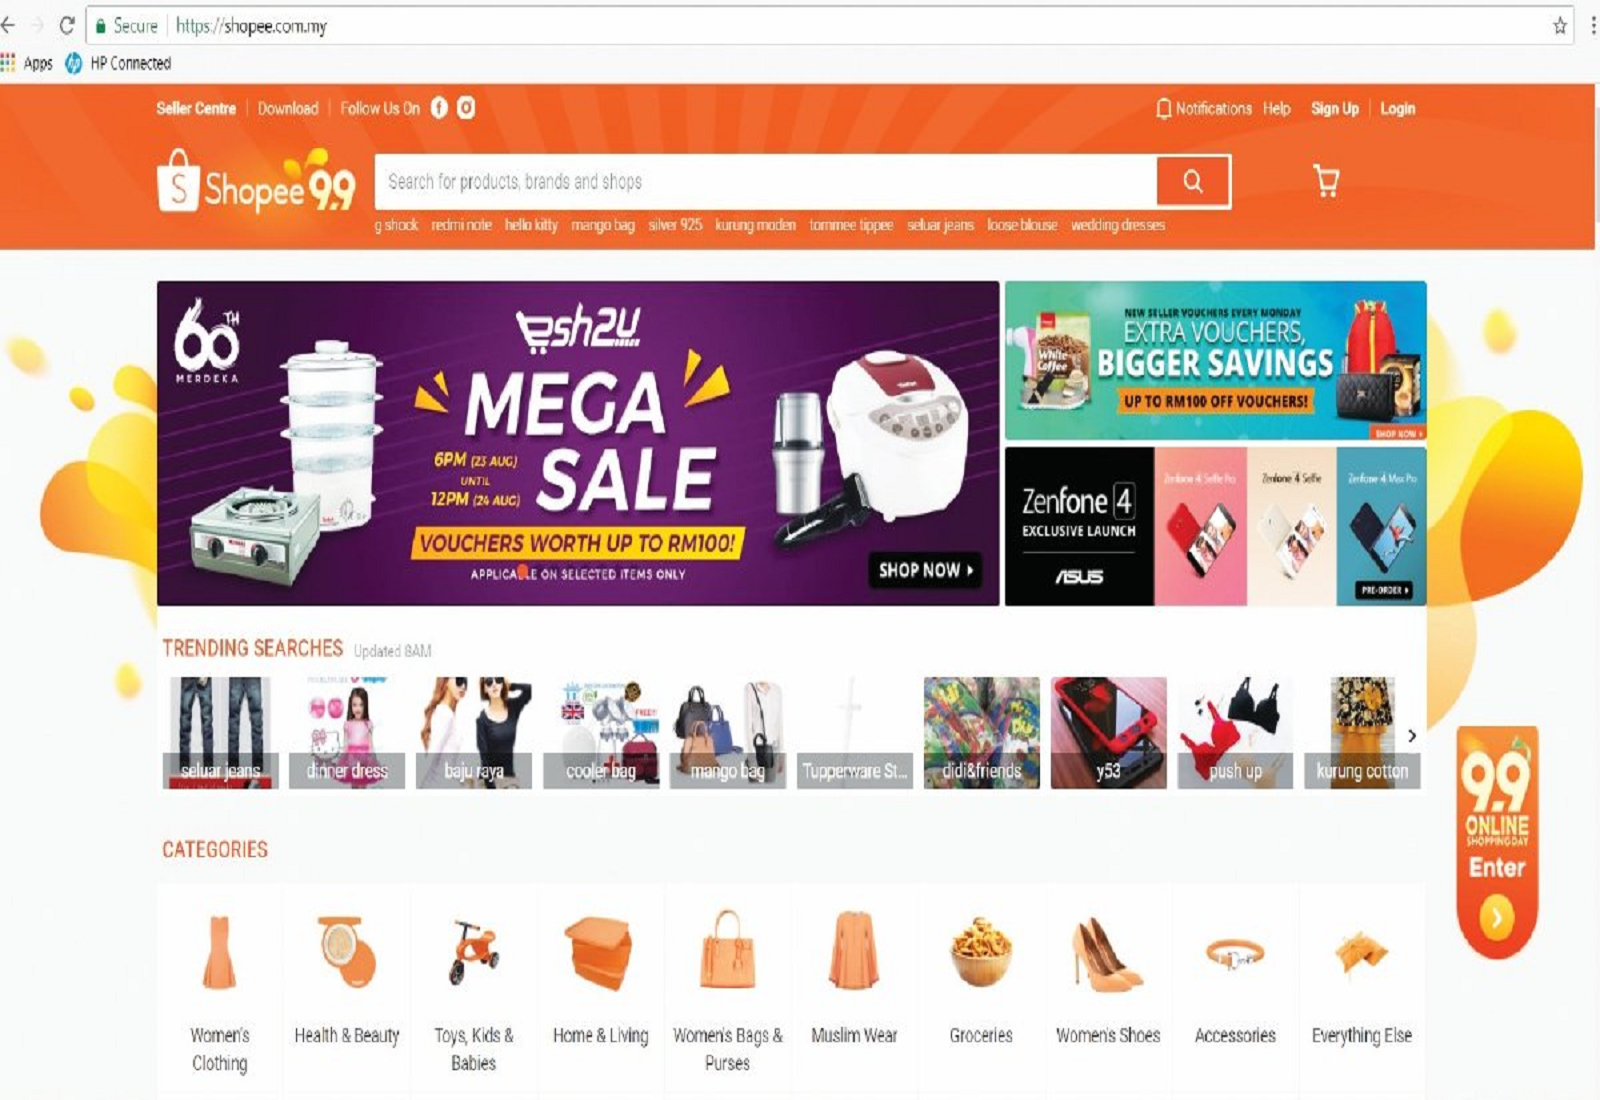 Secure
https://shopee.com.my
Apps
HP Connected
Seller Centre
Download
Follow Us On
Notifications
Help
Sign Up
Login
Shopee 9.9
Search for products, brands and shops
g shock redmi note hello kitty mango bag silver 925 kurung moden tommee tippee seluar jeans loose blouse wedding dresses
60TH
MERDEKA
esh2u
MEGA
SALE
6PM (23 AUG)
UNTIL
12PM (24 AUG)
VOUCHERS WORTH UP TO RM100!
APPLICABLE ON SELECTED ITEMS ONLY
SHOP NOW
NEW SELLER VOUCHERS EVERY MONDAY
EXTRA VOUCHERS,
BIGGER SAVINGS
UP TO RM100 OFF VOUCHERS!
SHOP NOW
White
Coffee
Zenfone 4
EXCLUSIVE LAUNCH
ASUS
Zenfone 4 Selfie Pro
Zenfone 4 Selfie
Zenfone 4 Max Pro
PRE-ORDER
TRENDING SEARCHES
Updated 8AM
seluar jeans
dinner dress
baju raya
FREE!
cooler bag
mango bag
Tupperware St...
didi&friends
y53
push up
kurung cotton
9.9
ONLINE
SHOPPING DAY
Enter
CATEGORIES
Women's
Clothing
Health & Beauty
Toys, Kids &
Babies
Home & Living
Women's Bags &
Purses
Muslim Wear
Groceries
Women's Shoes
Accessories
Everything Else